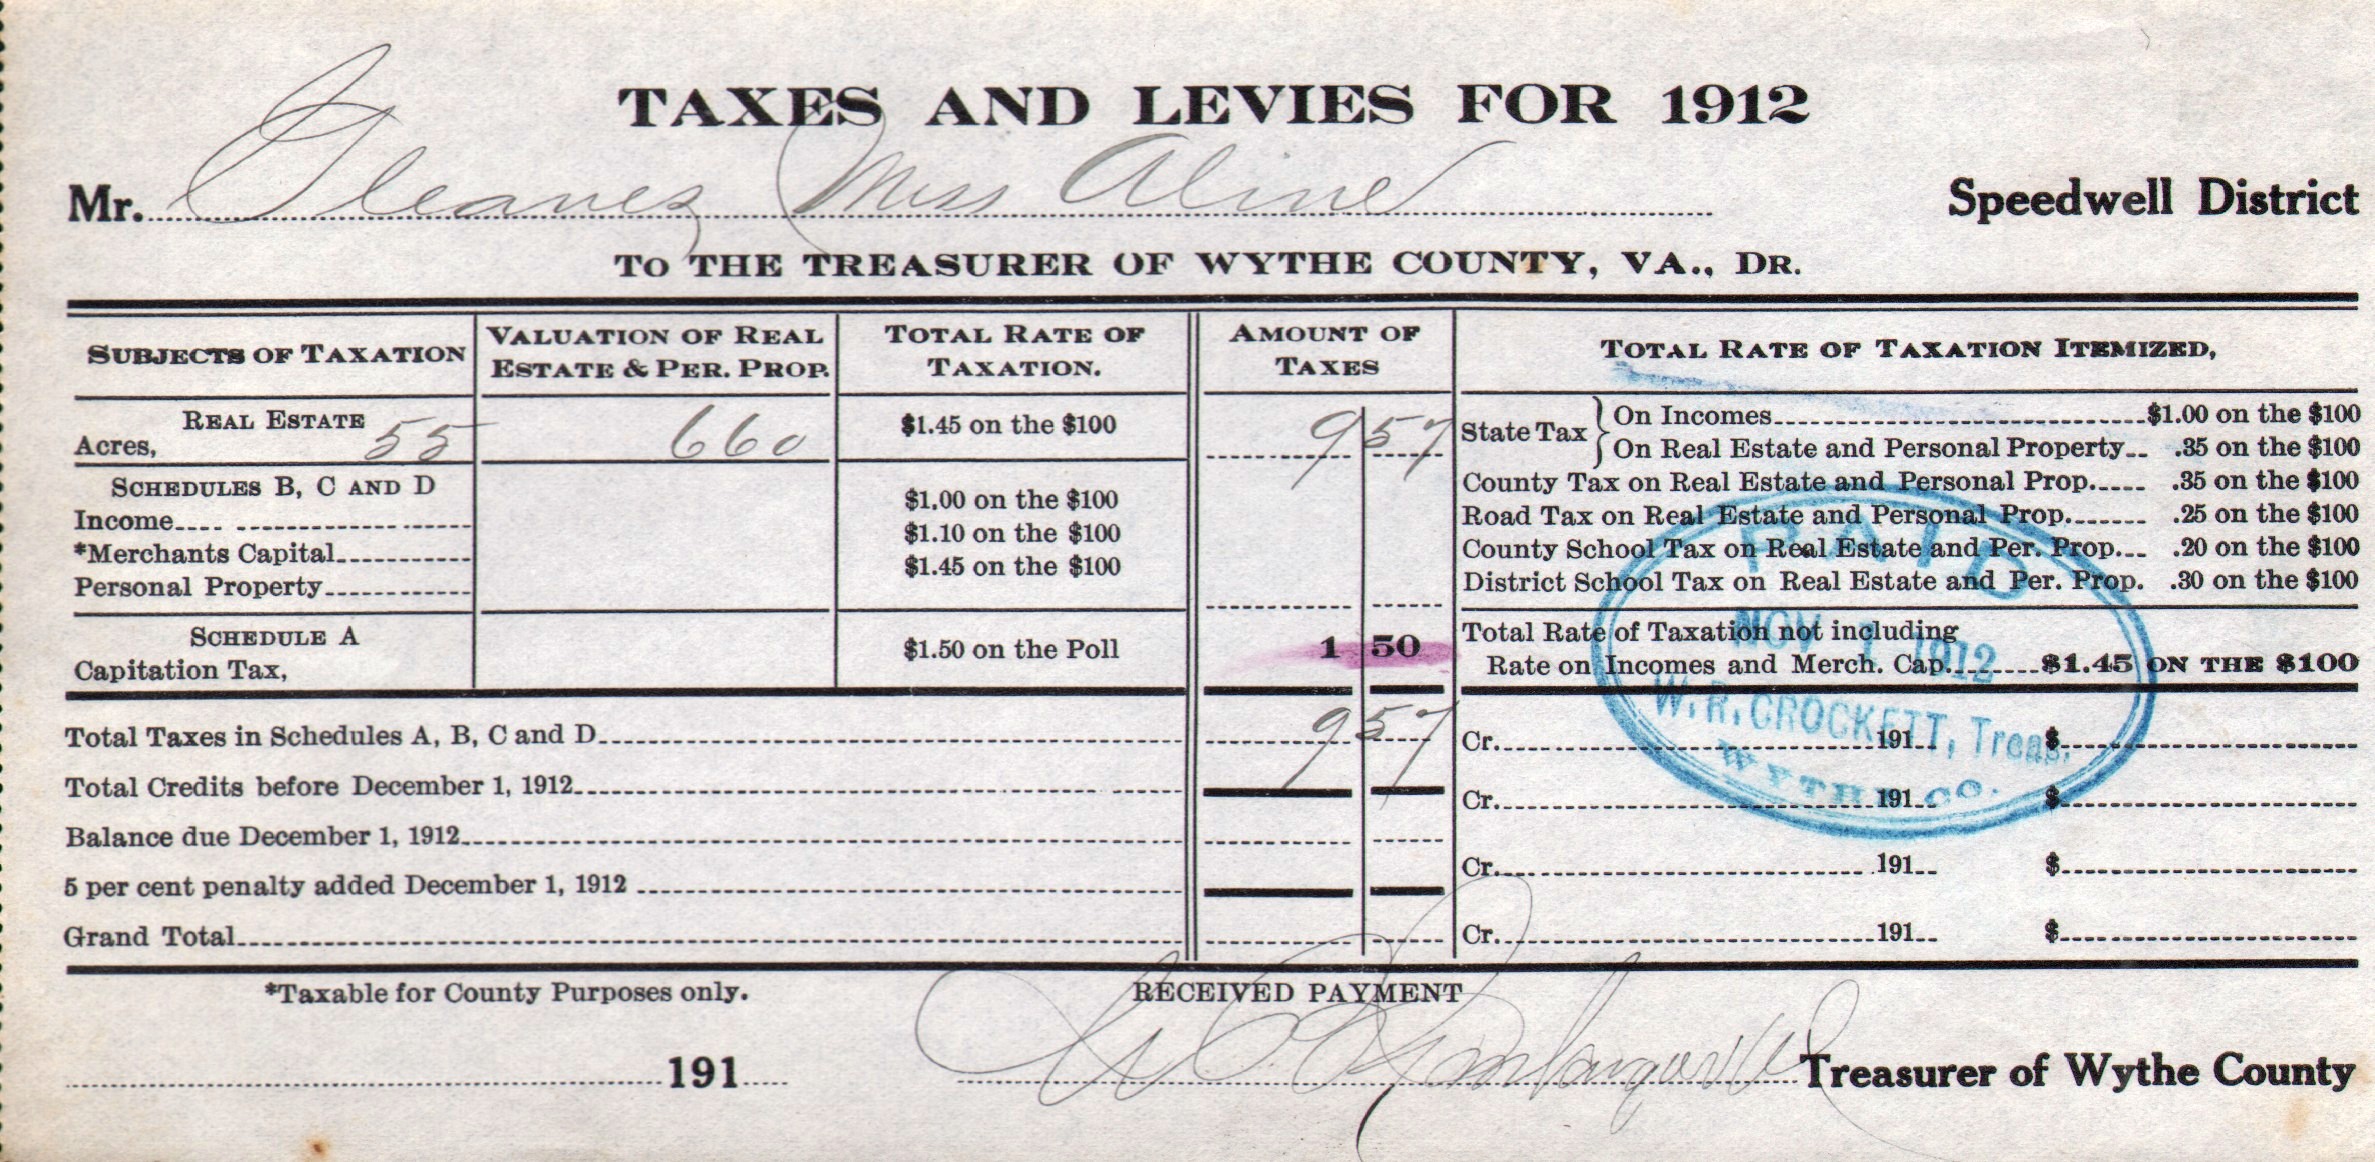 TAXES AND LEVIES FOR 1912
Mr. Gleaves Miss Aline Speedwell District
TO THE TREASURER OF WYTHE COUNTY, VA., DR.
SUBJECTS OF TAXATION
VALUATION OF REAL
ESTATE & PER. PROP.
TOTAL RATE OF
TAXATION.
AMOUNT OF
TAXES
TOTAL RATE OF TAXATION ITEMIZED,
REAL ESTATE
Acres, 55
660
$1.45 on the $100
9 57
SCHEDULES B, C AND D
Income
$1.00 on the $100
*Merchants Capital
$1.10 on the $100
Personal Property
$1.45 on the $100
SCHEDULE A
Capitation Tax,
$1.50 on the Poll
1 50
State Tax
On Incomes $1.00 on the $100
On Real Estate and Personal Property .35 on the $100
County Tax on Real Estate and Personal Prop. .35 on the $100
Road Tax on Real Estate and Personal Prop. .25 on the $100
County School Tax on Real Estate and Per. Prop. .20 on the $100
District School Tax on Real Estate and Per. Prop. .30 on the $100
Total Rate of Taxation not including
Rate on Incomes and Merch. Cap. $1.45 ON THE $100
PAID
NOV 1 1912
W. R. CROCKETT, Treas.
WYTHE CO.
Total Taxes in Schedules A, B, C and D 9 57
Total Credits before December 1, 1912
Balance due December 1, 1912
5 per cent penalty added December 1, 1912
Grand Total
Cr. 191 $
Cr. 191 $
Cr. 191 $
Cr. 191 $
*Taxable for County Purposes only.
RECEIVED PAYMENT
191
Treasurer of Wythe County